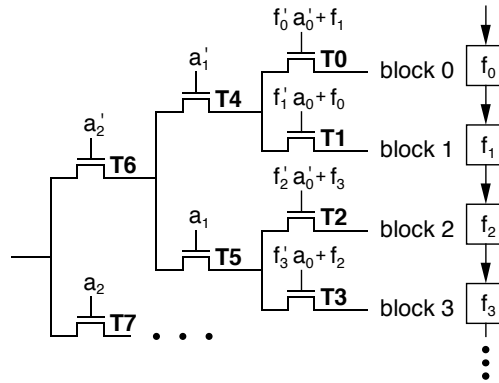 f₀' a₀' + f₁
T0
block 0
f₀
a₁'
T4
f₁' a₀ + f₀
T1
block 1
f₁
a₂'
T6
f₂' a₀' + f₃
T2
block 2
f₂
a₁
T5
f₃' a₀ + f₂
T3
block 3
f₃
a₂
T7
• • •